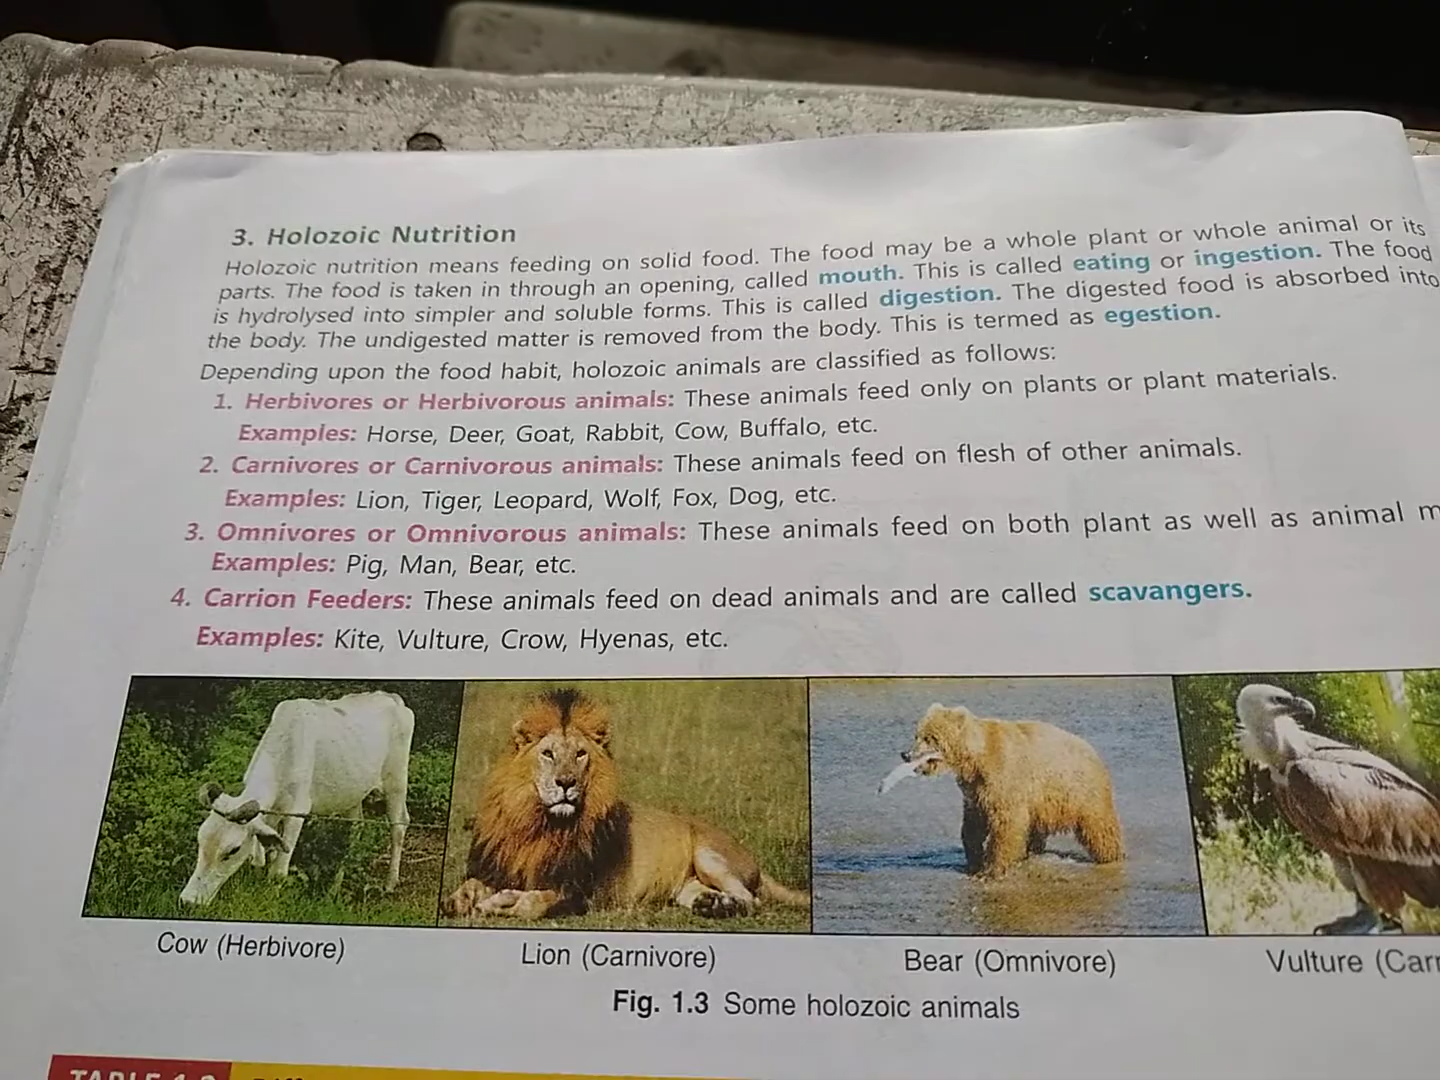 3. Holozoic Nutrition
Holozoic nutrition means feeding on solid food. The food may be a whole plant or whole animal or its
parts. The food is taken in through an opening, called mouth. This is called eating or ingestion. The food
is hydrolysed into simpler and soluble forms. This is called digestion. The digested food is absorbed into
the body. The undigested matter is removed from the body. This is termed as egestion.
Depending upon the food habit, holozoic animals are classified as follows:
1. Herbivores or Herbivorous animals: These animals feed only on plants or plant materials.
Examples: Horse, Deer, Goat, Rabbit, Cow, Buffalo, etc.
2. Carnivores or Carnivorous animals: These animals feed on flesh of other animals.
Examples: Lion, Tiger, Leopard, Wolf, Fox, Dog, etc.
3. Omnivores or Omnivorous animals: These animals feed on both plant as well as animal
Examples: Pig, Man, Bear, etc.
4. Carrion Feeders: These animals feed on dead animals and are called scavangers.
Examples: Kite, Vulture, Crow, Hyenas, etc.
Cow (Herbivore) Lion (Carnivore) Bear (Omnivore) Vulture
Fig. 1.3 Some holozoic animals